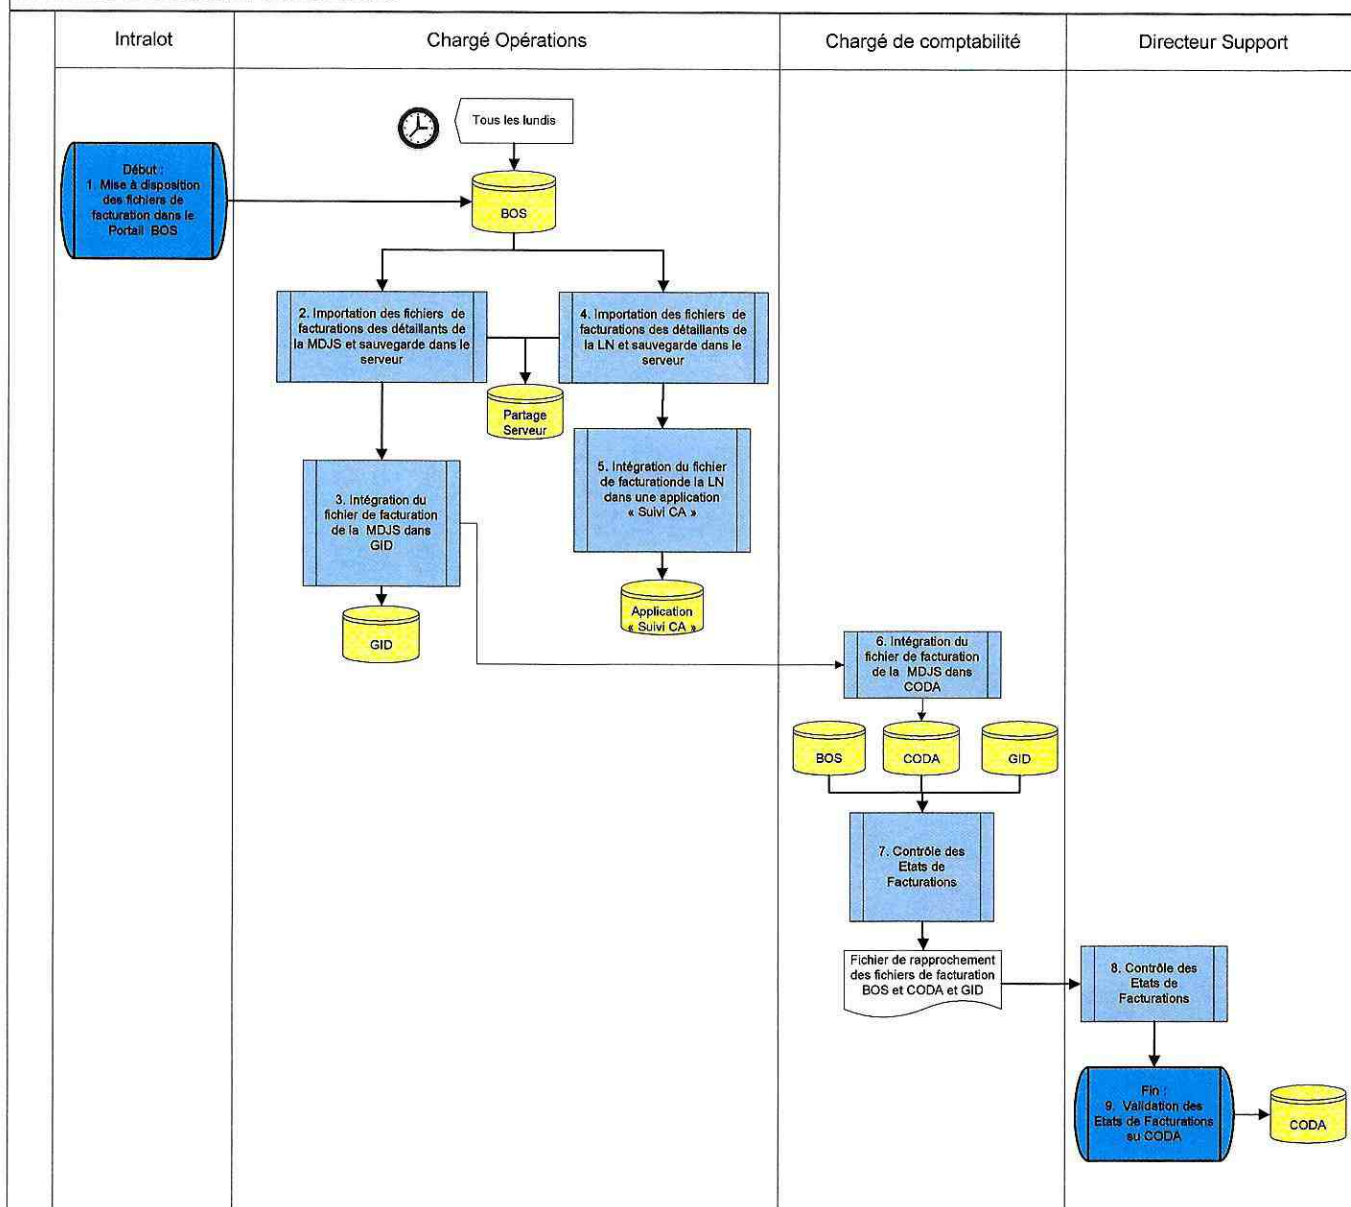 Intralot
Chargé Opérations
Chargé de comptabilité
Directeur Support
Tous les lundis
Début :
1. Mise à disposition
des fichiers de
facturation dans le
Portail BOS
BOS
2. Importation des fichiers de
facturations des détaillants de
la MDJS et sauvegarde dans le
serveur
4. Importation des fichiers de
facturations des détaillants de
la LN et sauvegarde dans le
serveur
Partage
Serveur
3. Intégration du
fichier de facturation
de la MDJS dans
GID
5. Intégration du fichier
de facturationde la LN
dans une application
« Suivi CA »
GID
Application
« Suivi CA »
6. Intégration du
fichier de facturation
de la MDJS dans
CODA
BOS
CODA
GID
7. Contrôle des
Etats de
Facturations
Fichier de rapprochement
des fichiers de facturation
BOS et CODA et GID
8. Contrôle des
Etats de
Facturations
Fin :
9. Validation des
Etats de Facturations
su CODA
CODA